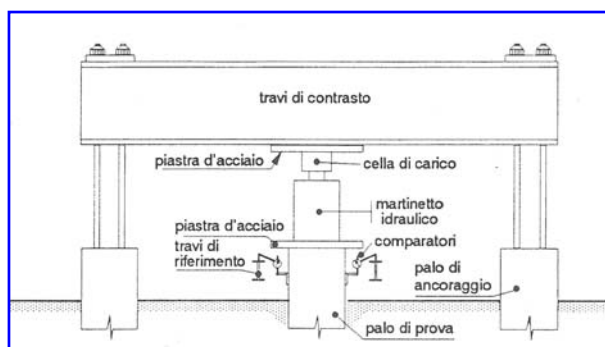 travi di contrasto
piastra d'acciaio
cella di carico
martinetto
idraulico
piastra d'acciaio
travi di
riferimento
comparatori
palo di
ancoraggio
palo di prova